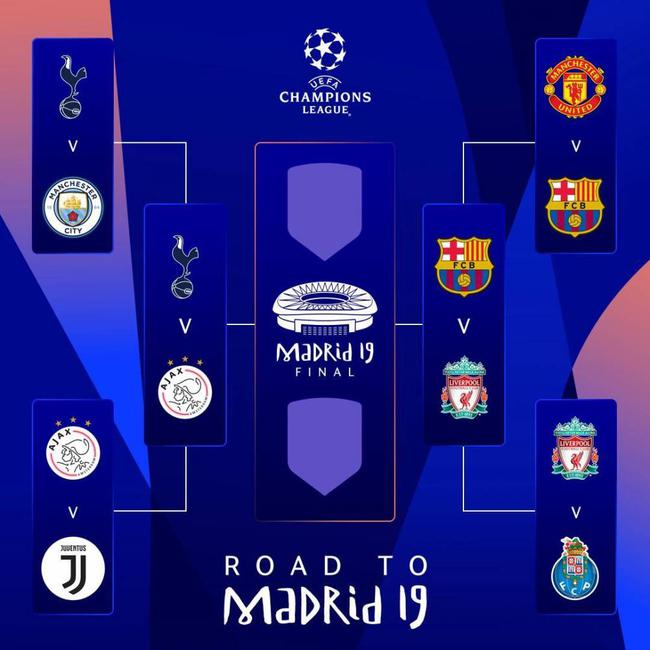 UEFA
CHAMPIONS
LEAGUE
V
MANCHESTER
CITY
MANCHESTER
UNITED
V
FCB
V
AJAX
FCB
V
LIVERPOOL
MADRID 19
FINAL
AJAX
V
JUVENTUS
LIVERPOOL
V
FCP
ROAD TO
MADRID 19